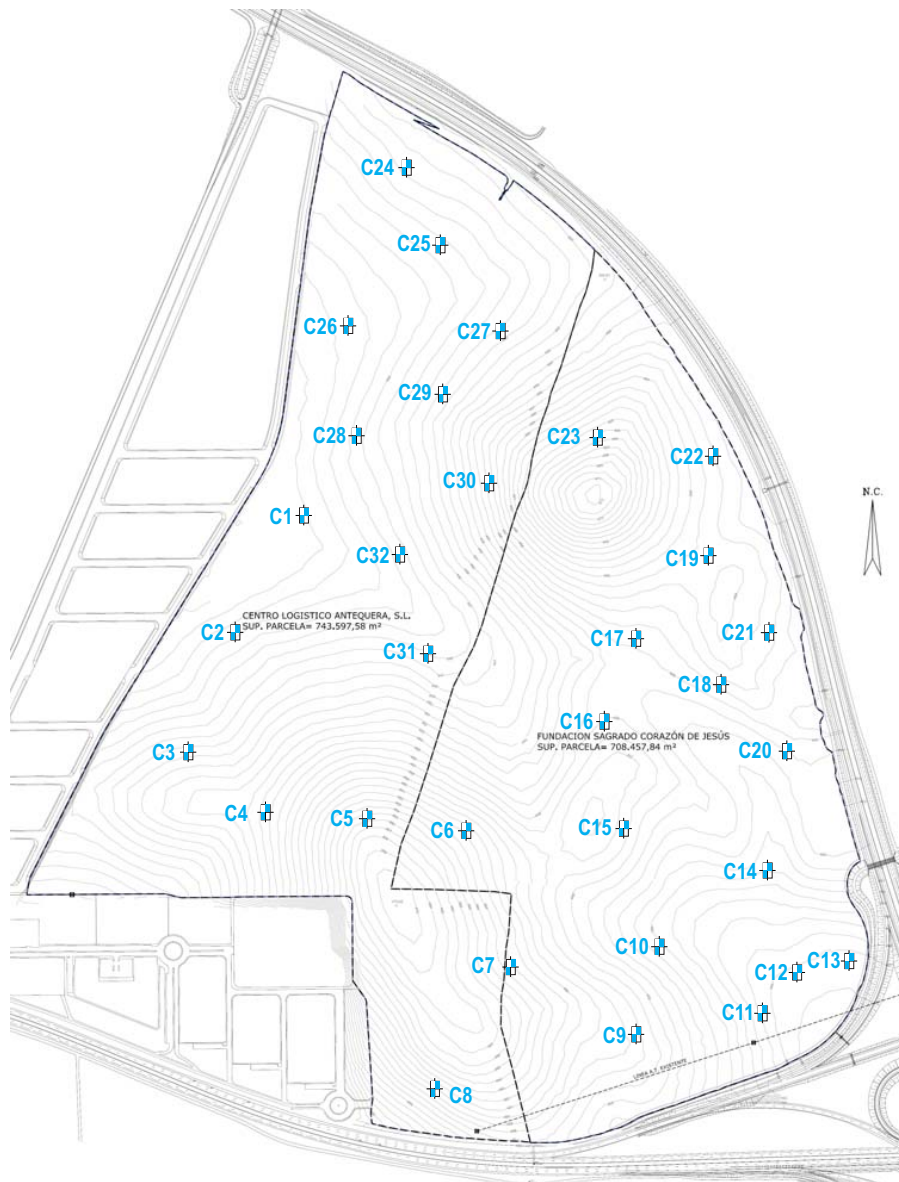 C24
C25
C26
C27
C29
C28
C23
C22
C30
N.C.
C1
C32
C19
CENTRO LOGISTICO ANTEQUERA, S.L.
SUP. PARCELA= 743.597,58 m²
C2
C21
C17
C31
C18
C16
FUNDACION SAGRADO CORAZÓN DE JESÚS
SUP. PARCELA= 708.457,84 m²
C3
C20
C4
C5
C6
C15
C14
C10
C7
C12
C13
C11
C9
LINEA A.T. EXISTENTE
C8